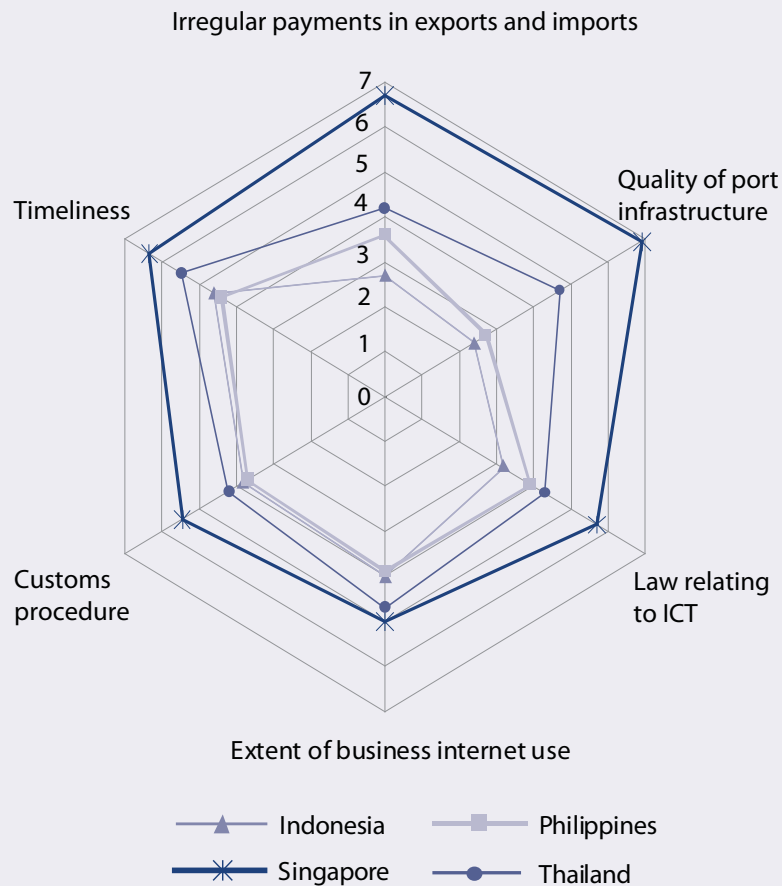 Irregular payments in exports and imports
7
6
5
4
3
2
1
0
Quality of port
infrastructure
Timeliness
Customs
procedure
Law relating
to ICT
Extent of business internet use
Indonesia
Philippines
Singapore
Thailand